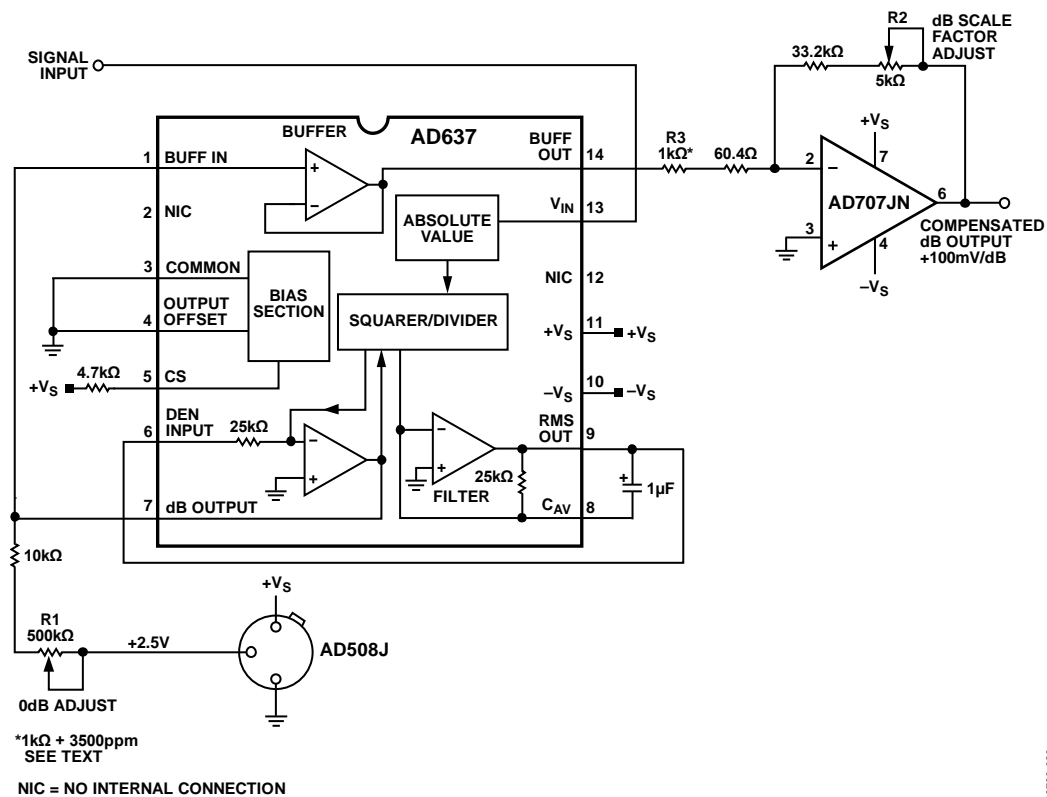 SIGNAL
INPUT
R2
dB SCALE
FACTOR
ADJUST
33.2kΩ
5kΩ
BUFFER
AD637
BUFF
OUT
14
R3
1kΩ*
60.4Ω
+VS
7
2
−
AD707JN
6
3
+
4
−VS
COMPENSATED
dB OUTPUT
+100mV/dB
1
BUFF IN
+
−
2
NIC
ABSOLUTE
VALUE
VIN
13
3
COMMON
4
OUTPUT
OFFSET
BIAS
SECTION
SQUARER/DIVIDER
NIC
12
11
+VS
+VS
+VS
4.7kΩ
5
CS
10
−VS
−VS
6
DEN
INPUT
25kΩ
−
+
−
+
FILTER
25kΩ
RMS
OUT
9
+
1µF
7
dB OUTPUT
CAV
8
10kΩ
R1
500kΩ
+2.5V
+VS
AD508J
0dB ADJUST
*1kΩ + 3500ppm
SEE TEXT
NIC = NO INTERNAL CONNECTION